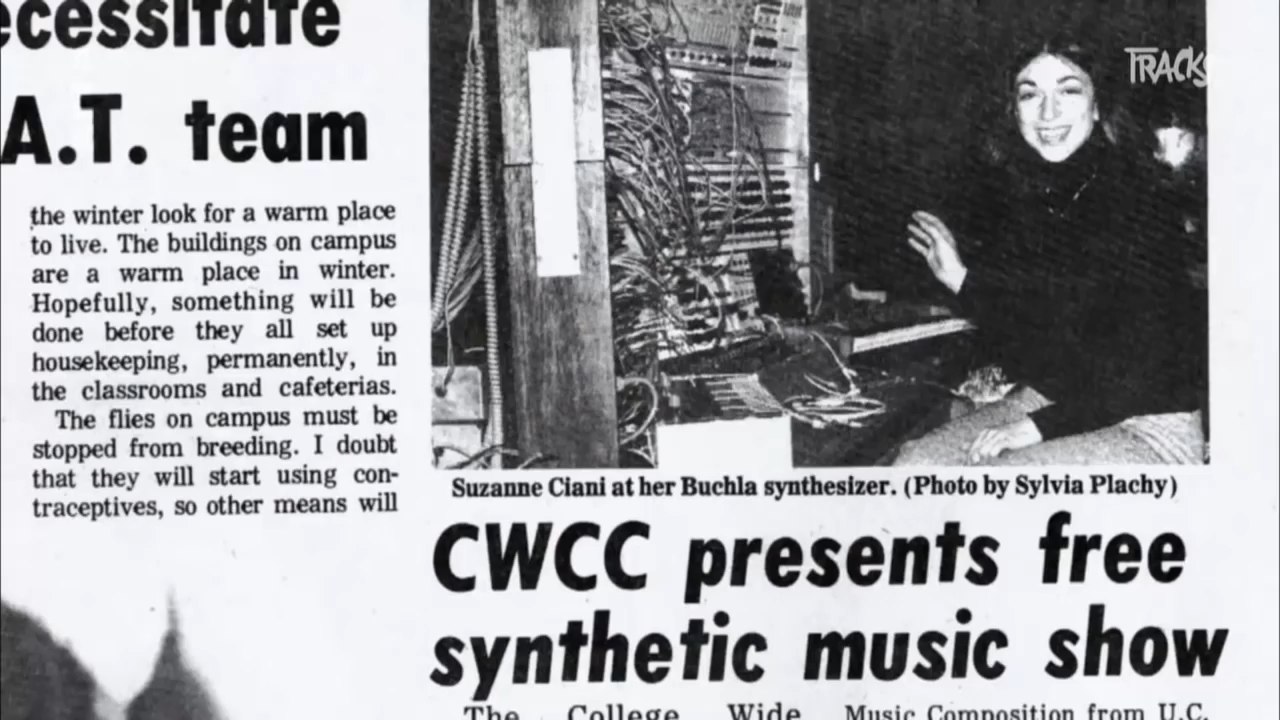 ecessitate
A.T. team
the winter look for a warm place
to live. The buildings on campus
are a warm place in winter.
Hopefully, something will be
done before they all set up
housekeeping, permanently, in
the classrooms and cafeterias.
The flies on campus must be
stopped from breeding. I doubt
that they will start using con-
traceptives, so other means will
TRACKS
Suzanne Ciani at her Buchla synthesizer. (Photo by Sylvia Plachy)
CWCC presents free
synthetic music show
The College Wide
Music Composition from U.C.